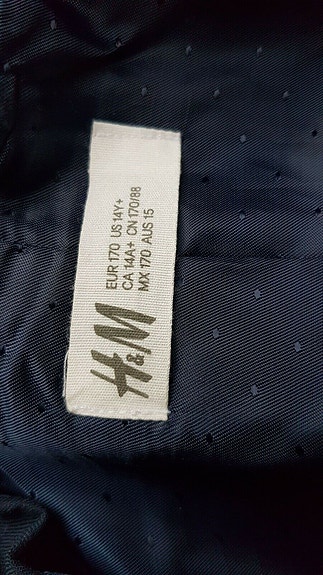 H&M
EUR 170 US 14Y+
CA 14A+ CN 170/88
MX 170 AUS 15